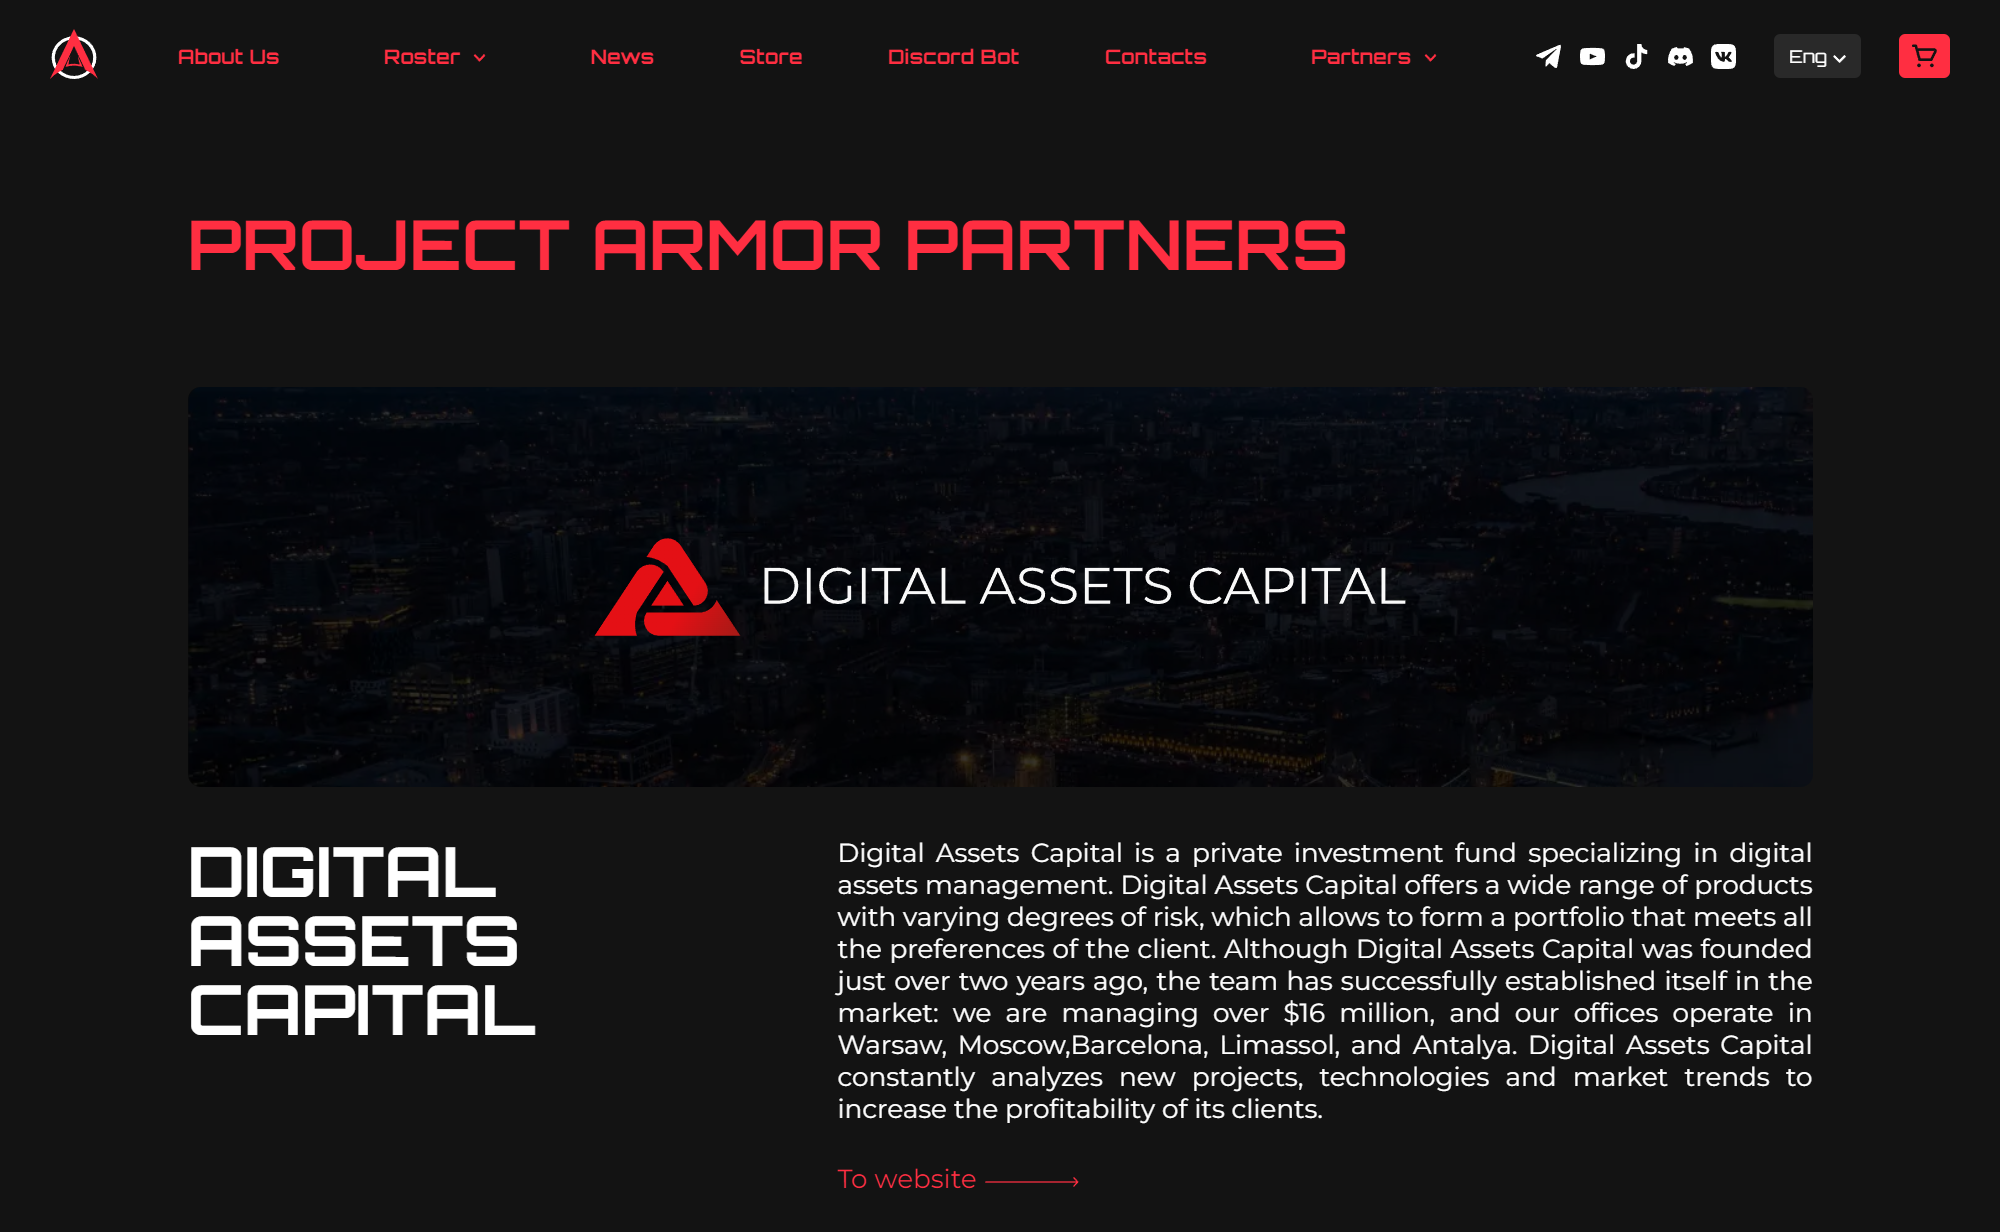 About Us
Roster
News
Store
Discord Bot
Contacts
Partners
Eng
PROJECT ARMOR PARTNERS
DIGITAL ASSETS CAPITAL
DIGITAL
ASSETS
CAPITAL
Digital Assets Capital is a private investment fund specializing in digital
assets management. Digital Assets Capital offers a wide range of products
with varying degrees of risk, which allows to form a portfolio that meets all
the preferences of the client. Although Digital Assets Capital was founded
just over two years ago, the team has successfully established itself in the
market: we are managing over $16 million, and our offices operate in
Warsaw, Moscow,Barcelona, Limassol, and Antalya. Digital Assets Capital
constantly analyzes new projects, technologies and market trends to
increase the profitability of its clients.
To website